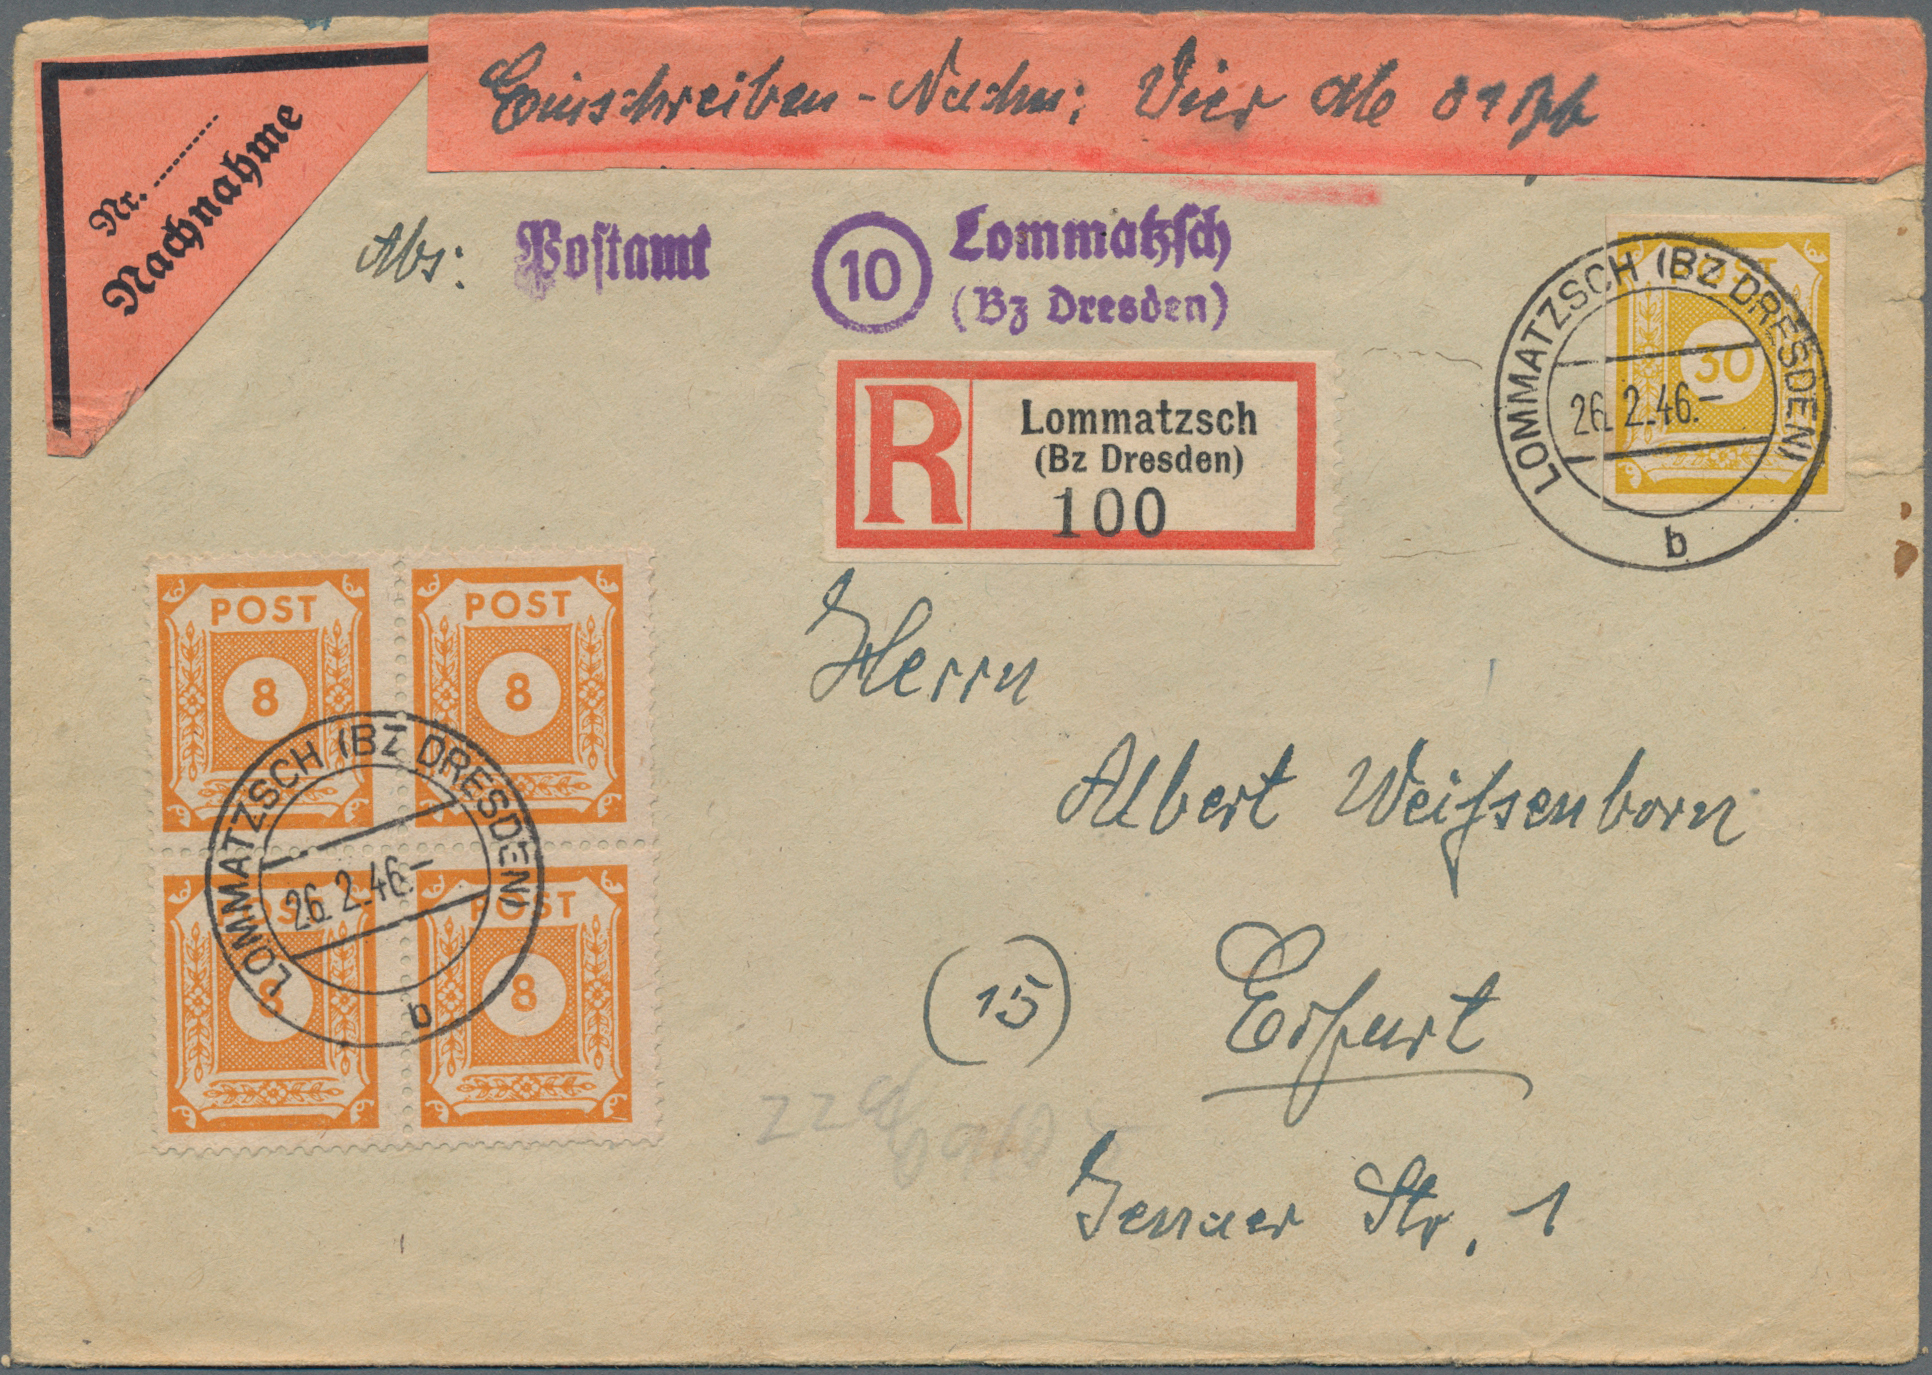 Einschreiben-Nachn: Vier RM 81 Pf
Nr.
Nachnahme
Abs: Postamt
10
Lommatzsch
(Bz Dresden)
R
Lommatzsch
(Bz Dresden)
100
POST
30
LOMMATZSCH (BZ DRESDEN)
26.2.46.-
b
POST
8
POST
8
POST
8
POST
8
LOMMATZSCH (BZ DRESDEN)
26.2.46.-
Herrn
Albert Weißenborn
(15) Erfurt
Jenaer Str. 1